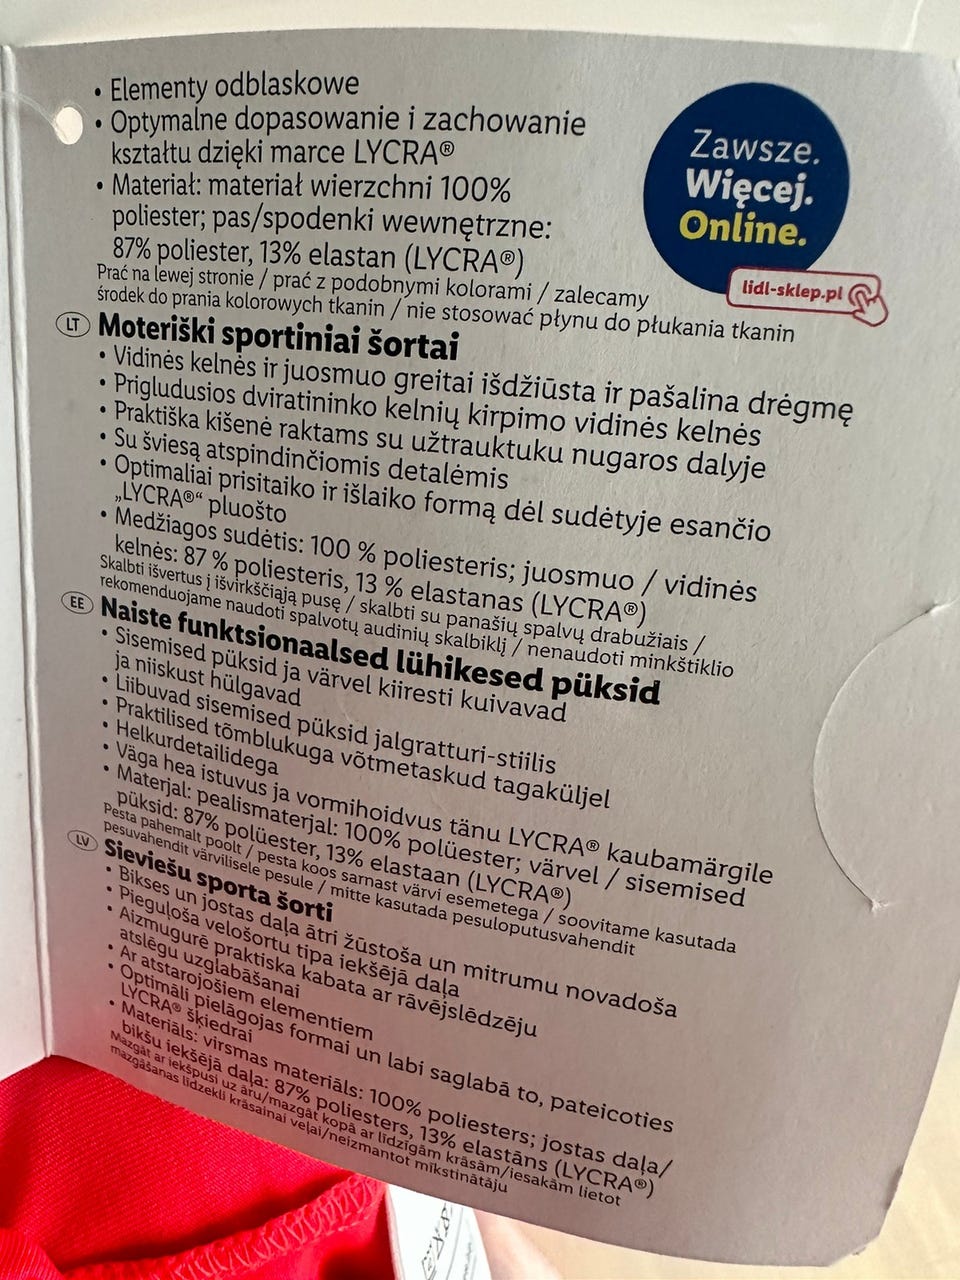 • Elementy odblaskowe
• Optymalne dopasowanie i zachowanie
kształtu dzięki marce LYCRA®
• Materiał: materiał wierzchni 100%
poliester; pas/spodenki wewnętrzne:
87% poliester, 13% elastan (LYCRA®)
Prać na lewej stronie / prać z podobnymi kolorami / zalecamy
środek do prania kolorowych tkanin / nie stosować płynu do płukania tkanin
Zawsze.
Więcej.
Online.
lidl-sklep.pl
LT Moteriški sportiniai šortai
• Vidinės kelnės ir juosmuo greitai išdžiūsta ir pašalina drėgmę
• Prigludusios dviratininko kelnių kirpimo vidinės kelnės
• Praktiška kišenė raktams su užtrauktuku nugaros dalyje
• Su šviesą atspindinčiomis detalėmis
• Optimaliai prisitaiko ir išlaiko formą dėl sudėtyje esančio
„LYCRA®“ pluošto
• Medžiagos sudėtis: 100 % poliesteris; juosmuo / vidinės
kelnės: 87 % poliesteris, 13 % elastanas (LYCRA®)
Skalbti išvertus į išvirkščiąją pusę / skalbti su panašių spalvų drabužiais /
rekomenduojame naudoti spalvotų audinių skalbiklį / nenaudoti minkštiklio
EE Naiste funktsionaalsed lühikesed püksid
• Sisemised püksid ja värvel kiiresti kuivavad
ja niiskust hülgavad
• Liibuvad sisemised püksid jalgratturi-stiilis
• Praktilised tõmblukuga võtmetaskud tagaküljel
• Helkurdetailidega
• Väga hea istuvus ja vormihoidvus tänu LYCRA® kaubamärgile
• Materjal: pealismaterjal: 100% polüester; värvel / sisemised
püksid: 87% polüester, 13% elastaan (LYCRA®)
Pesta pahemalt poolt / pesta koos sarnast värvi esemetega / soovitame kasutada
pesuvahendit värvilisele pesule / mitte kasutada pesuloputusvahendit
LV Sieviešu sporta šorti
• Bikses un jostas daļa ātri žūstoša un mitrumu novadoša
• Pieguļoša velošortu tipa iekšējā daļa
• Aizmugurē praktiska kabata ar rāvējslēdzēju
atslēgu uzglabāšanai
• Ar atstarojošiem elementiem
• Optimāli pielāgojas formai un labi saglabā to, pateicoties
LYCRA® šķiedrai
• Materiāls: virsmas materiāls: 100% poliesters; jostas daļa/
bikšu iekšējā daļa: 87% poliesters, 13% elastāns (LYCRA®)
Mazgāt ar iekšpusi uz āru/mazgāt kopā ar līdzīgām krāsām/iesakām lietot
mazgāšanas līdzekli krāsainai veļai/neizmantot mīkstinātāju